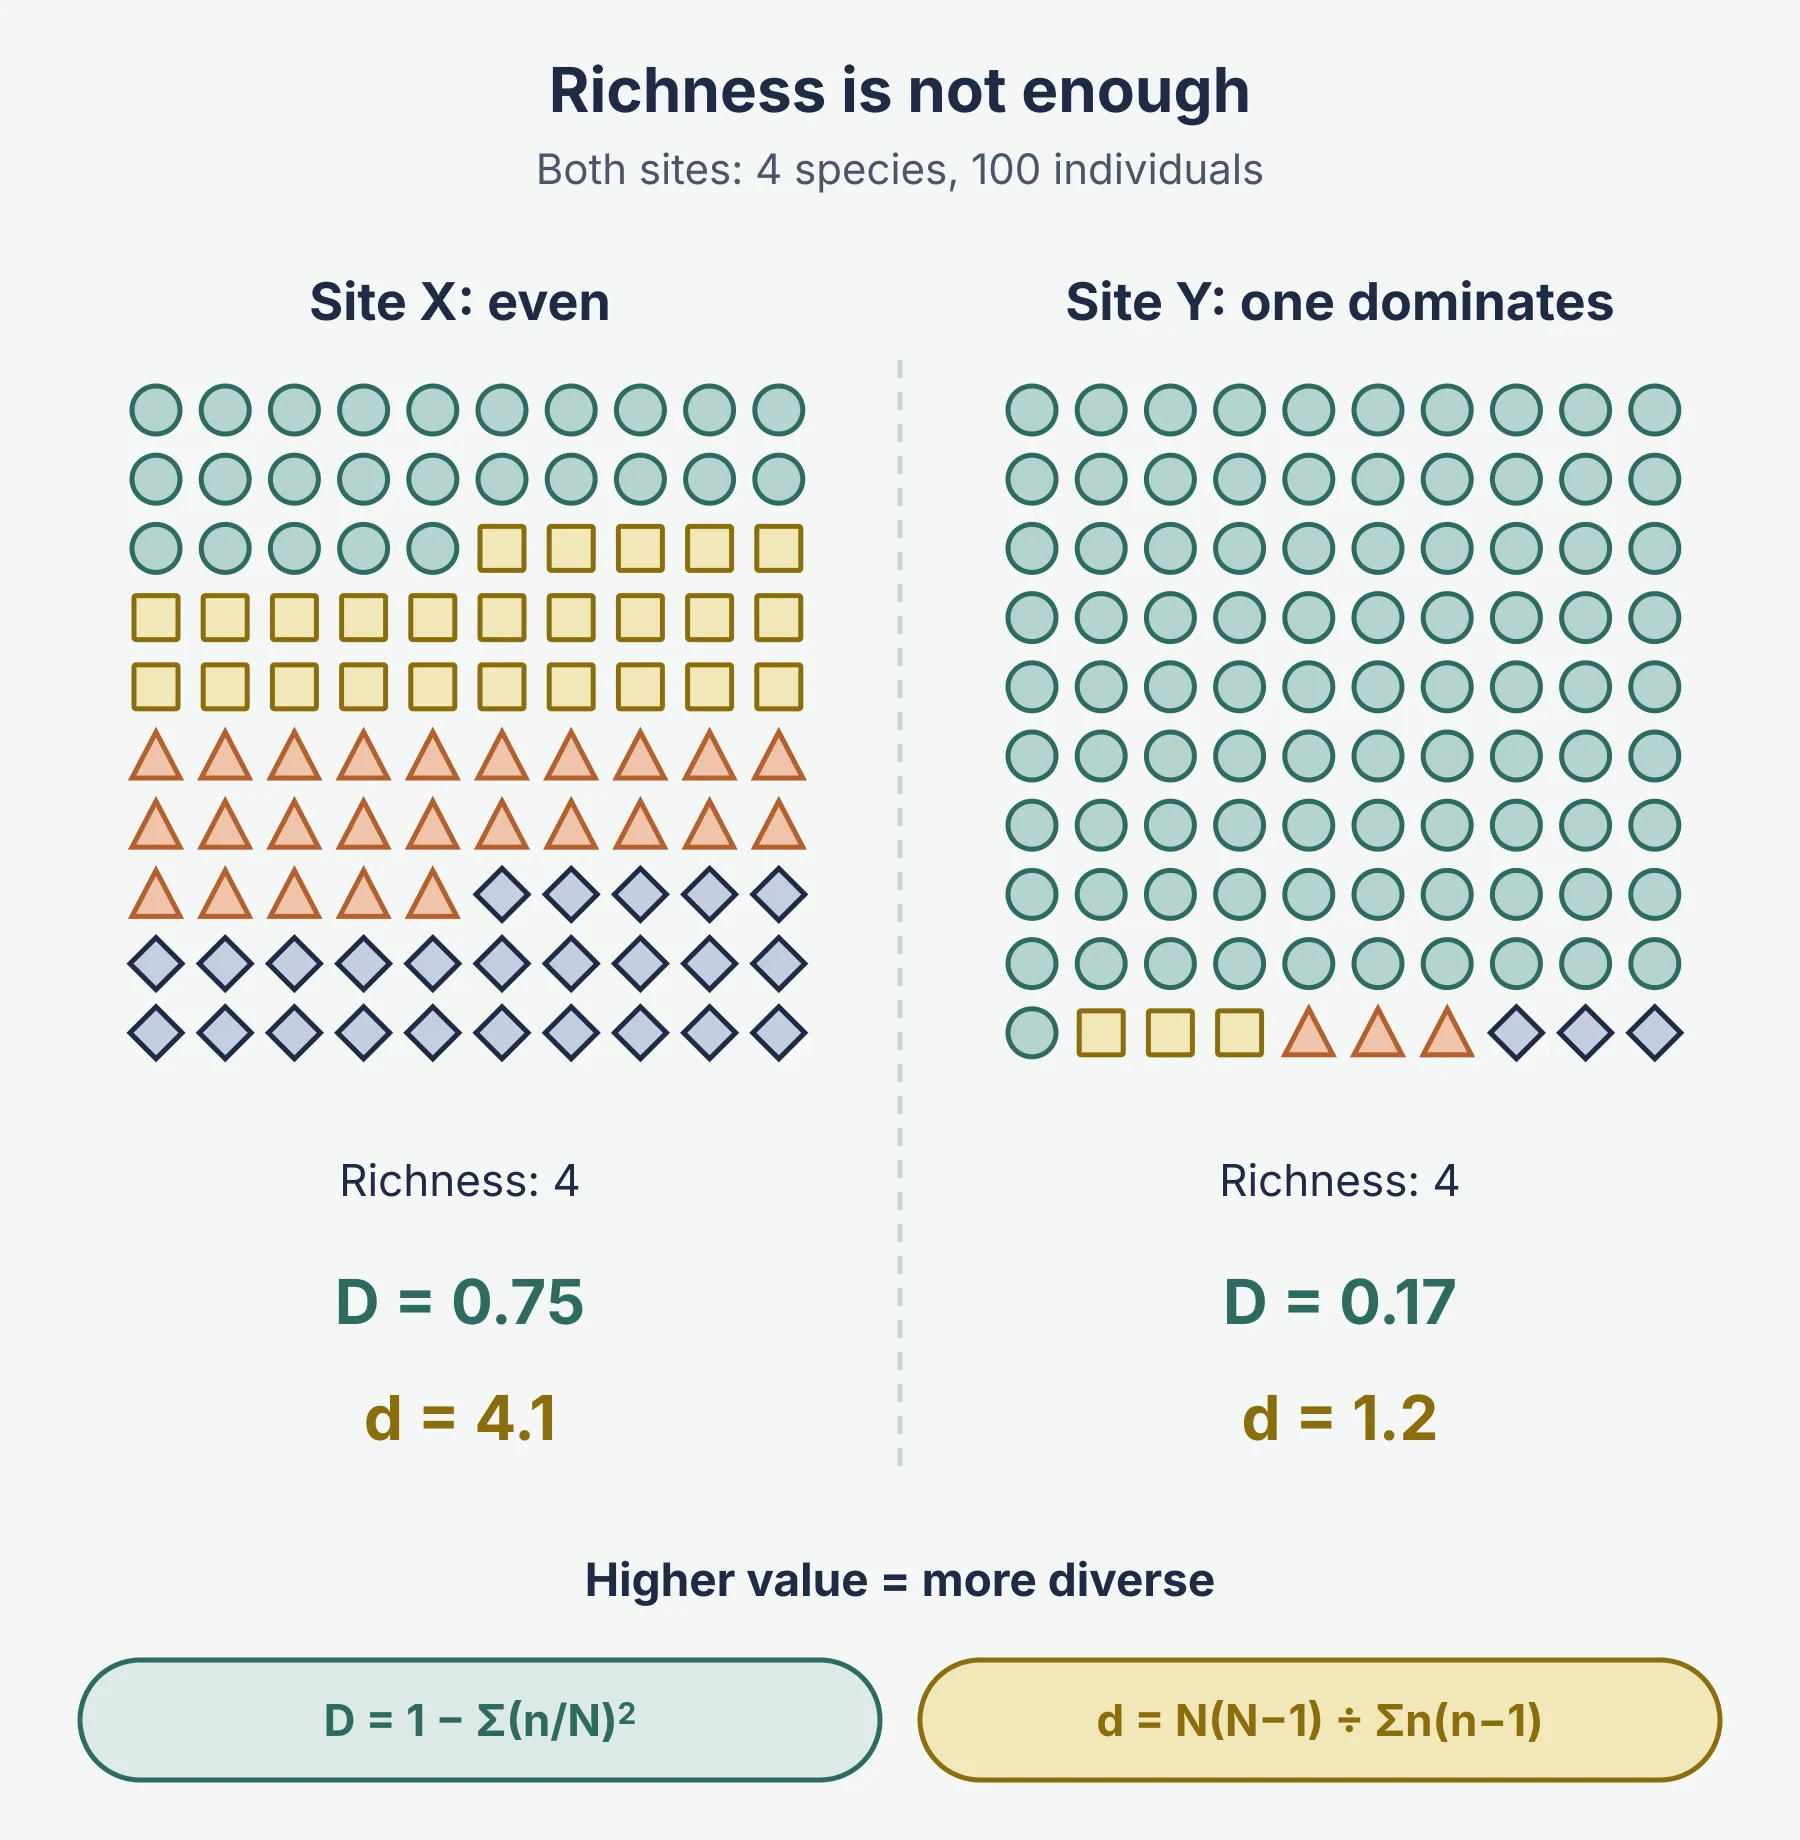 Richness is not enough
Both sites: 4 species, 100 individuals
Site X: even
Site Y: one dominates
Richness: 4
D = 0.75
d = 4.1
Richness: 4
D = 0.17
d = 1.2
Higher value = more diverse
D = 1 − Σ(n/N)²
d = N(N−1) ÷ Σn(n−1)